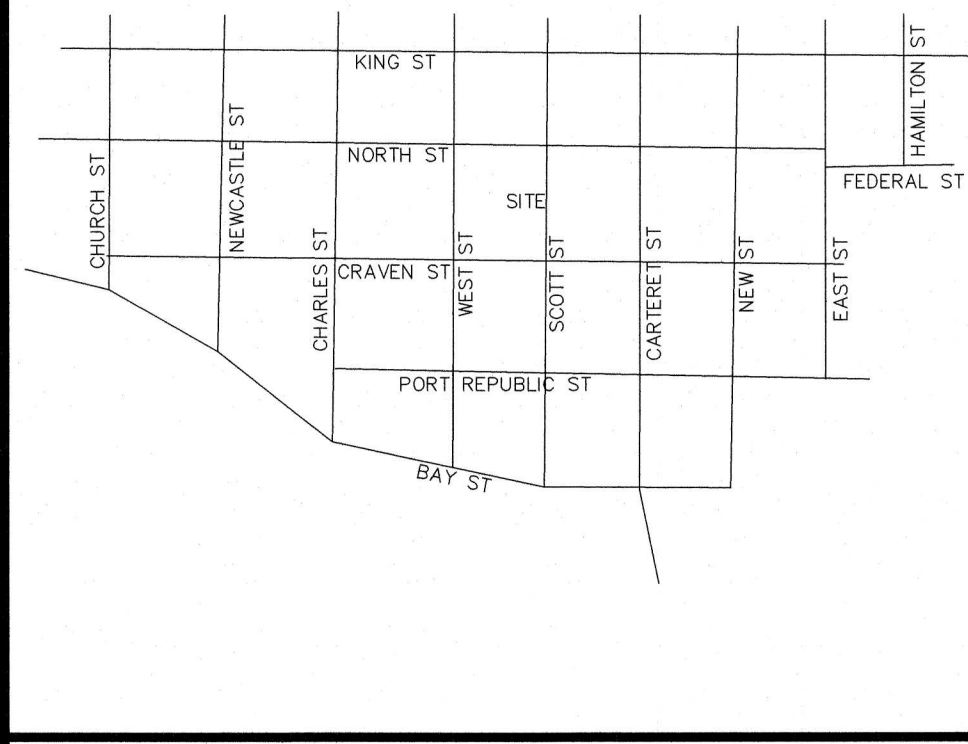 HAMILTON ST
KING ST
NEWCASTLE ST
NORTH ST
CHURCH ST
FEDERAL ST
SITE
CHARLES ST
CRAVEN ST
WEST ST
SCOTT ST
CARTERET ST
NEW ST
EAST ST
PORT REPUBLIC ST
BAY ST